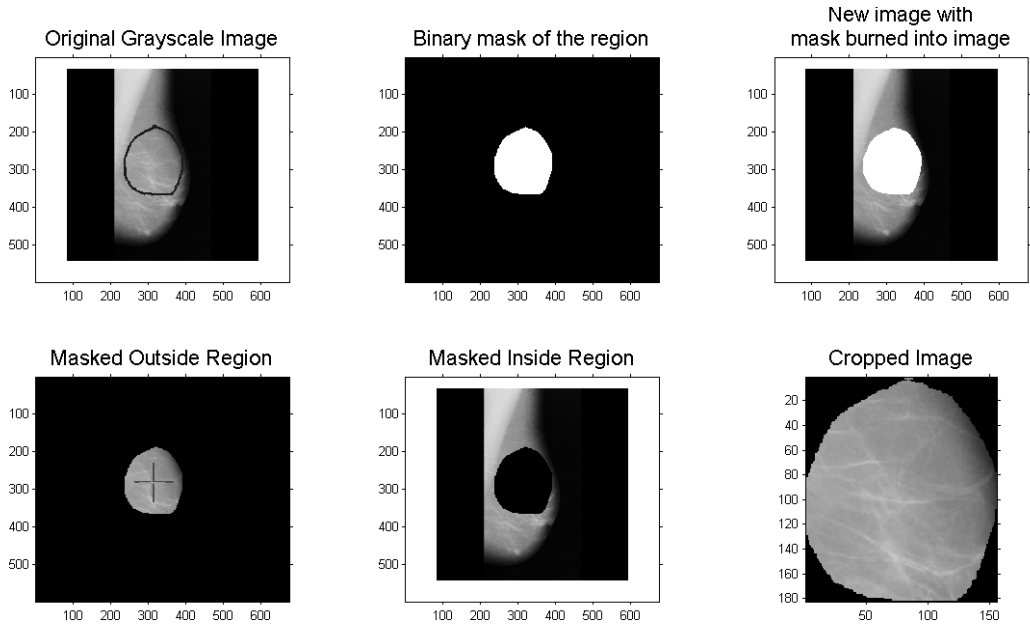 Original Grayscale Image
100
200
300
400
500
100 200 300 400 500 600
Binary mask of the region
100
200
300
400
500
100 200 300 400 500 600
New image with
mask burned into image
100
200
300
400
500
100 200 300 400 500 600
Masked Outside Region
100
200
300
400
500
100 200 300 400 500 600
Masked Inside Region
100
200
300
400
500
100 200 300 400 500 600
Cropped Image
20
40
60
80
100
120
140
160
180
50 100 150